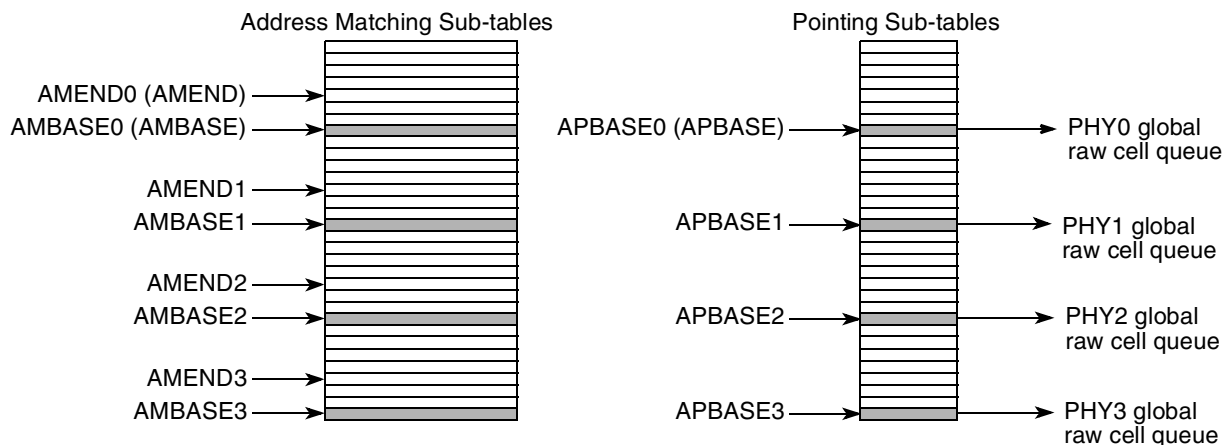 Address Matching Sub-tables
Pointing Sub-tables
AMEND0 (AMEND)
AMBASE0 (AMBASE)
AMEND1
AMBASE1
AMEND2
AMBASE2
AMEND3
AMBASE3
APBASE0 (APBASE)
APBASE1
APBASE2
APBASE3
PHY0 global
raw cell queue
PHY1 global
raw cell queue
PHY2 global
raw cell queue
PHY3 global
raw cell queue